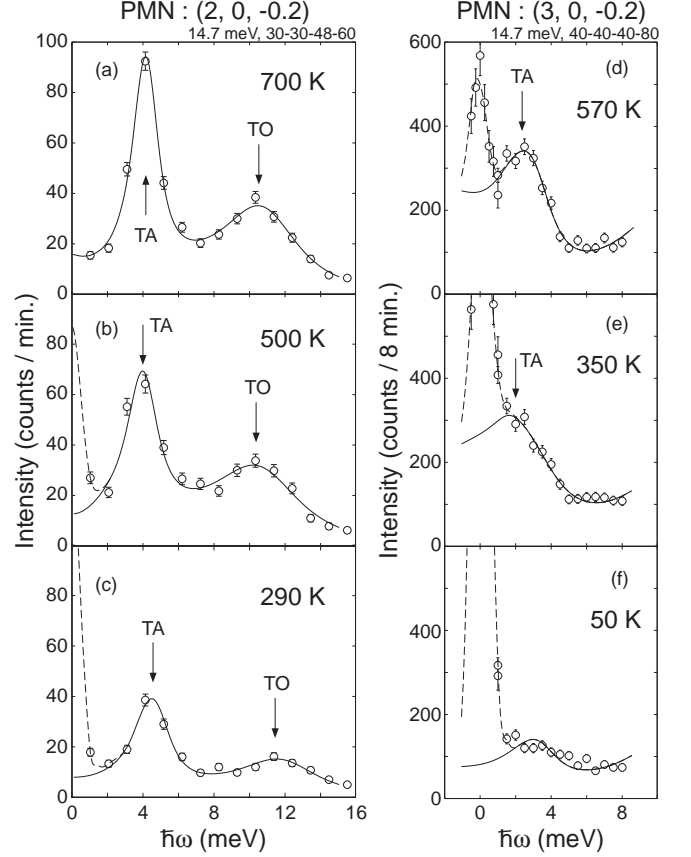 PMN : (2, 0, -0.2)
14.7 meV, 30-30-48-60
PMN : (3, 0, -0.2)
14.7 meV, 40-40-40-80
Intensity (counts / min.)
100
80
60
40
20
0
(a)
700 K
TA
TO
80
60
40
20
0
(b)
500 K
TA
TO
80
60
40
20
0
(c)
290 K
TA
TO
0 4 8 12 16
ħω (meV)
Intensity (counts / 8 min.)
600
400
200
0
(d)
570 K
TA
400
200
0
(e)
350 K
TA
400
200
0
(f)
50 K
0 2 4 6 8
ħω (meV)